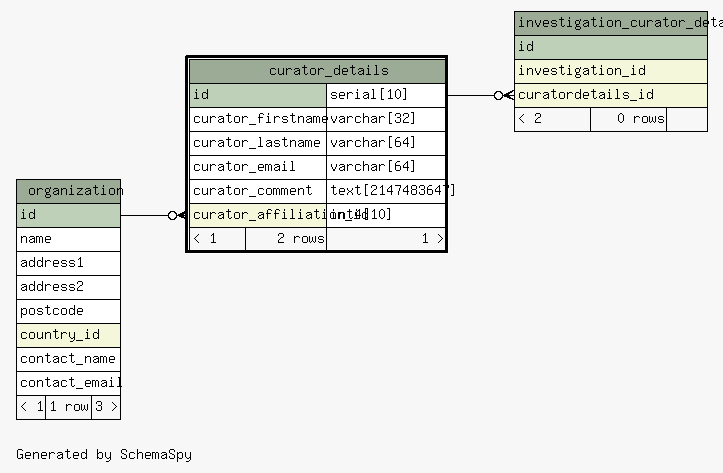 investigation_curator_deta
id
investigation_id
curatordetails_id
< 2 0 rows
curator_details
id serial[10]
curator_firstname varchar[32]
curator_lastname varchar[64]
curator_email varchar[64]
curator_comment text[2147483647]
curator_affiliation_id int4[10]
< 1 2 rows 1 >
organization
id
name
address1
address2
postcode
country_id
contact_name
contact_email
< 1 1 row 3 >
Generated by SchemaSpy